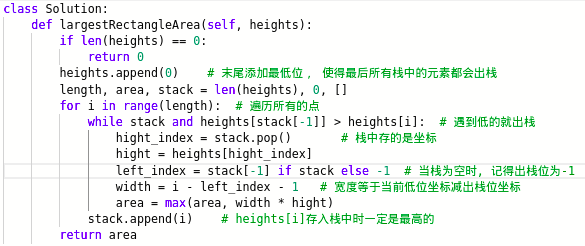 class Solution:
    def largestRectangleArea(self, heights):
        if len(heights) == 0:
            return 0
        heights.append(0)    # 末尾添加最低位，使得最后所有栈中的元素都会出栈
        length, area, stack = len(heights), 0, []
        for i in range(length):  # 遍历所有的点
            while stack and heights[stack[-1]] > heights[i]:  # 遇到低的就出栈
                hight_index = stack.pop()       # 栈中存的是坐标
                hight = heights[hight_index]
                left_index = stack[-1] if stack else -1  # 当栈为空时, 记得出栈位为-1
                width = i - left_index - 1   # 宽度等于当前低位坐标减出栈位坐标
                area = max(area, width * hight)
            stack.append(i)    # heights[i]存入栈中时一定是最高的
        return area